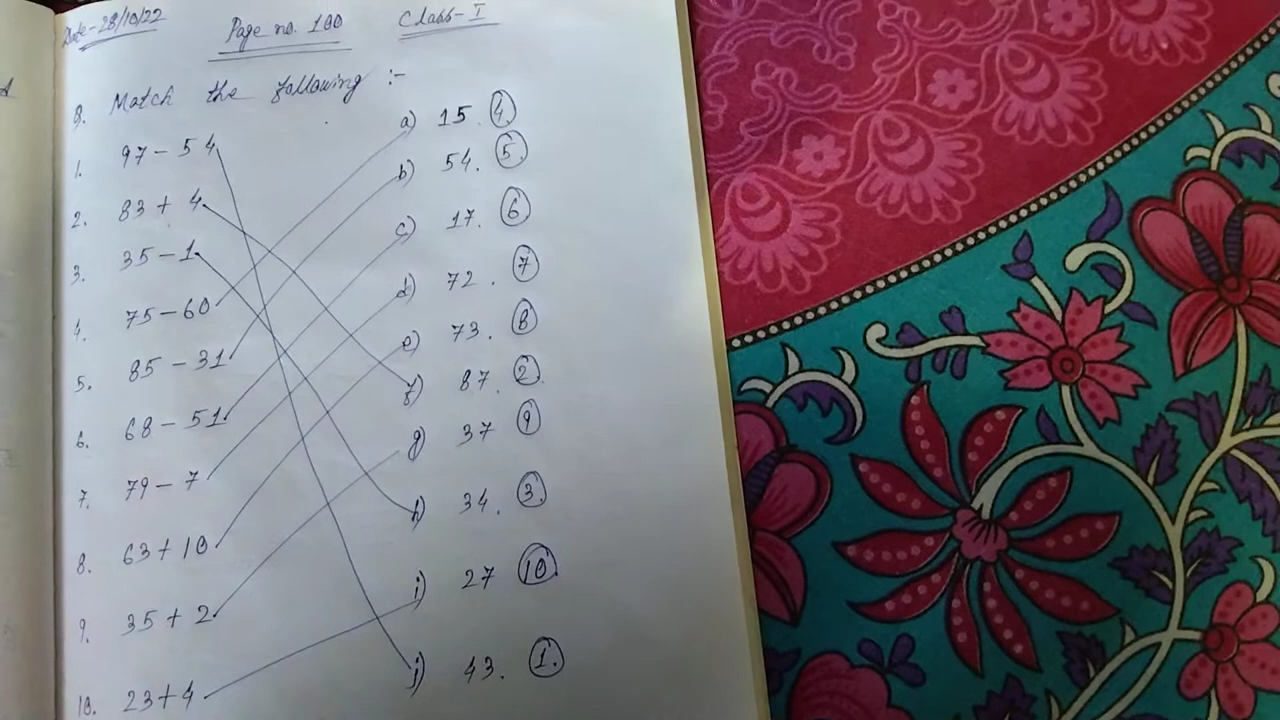 Date-28/10/22 Page no. 100 Class-I
Q. Match the following :-
1. 97-54 a) 15. 4.
2. 83+4 b) 54. 5.
3. 35-1 c) 17. 6
4. 75-60 d) 72. 7
5. 85-31 e) 73. 8
6. 68-51 f) 87. 2.
7. 79-7 g) 37 9
8. 63+10 h) 34. 3.
9. 35+2 i) 27 10.
10. 23+4 j) 43. 1.